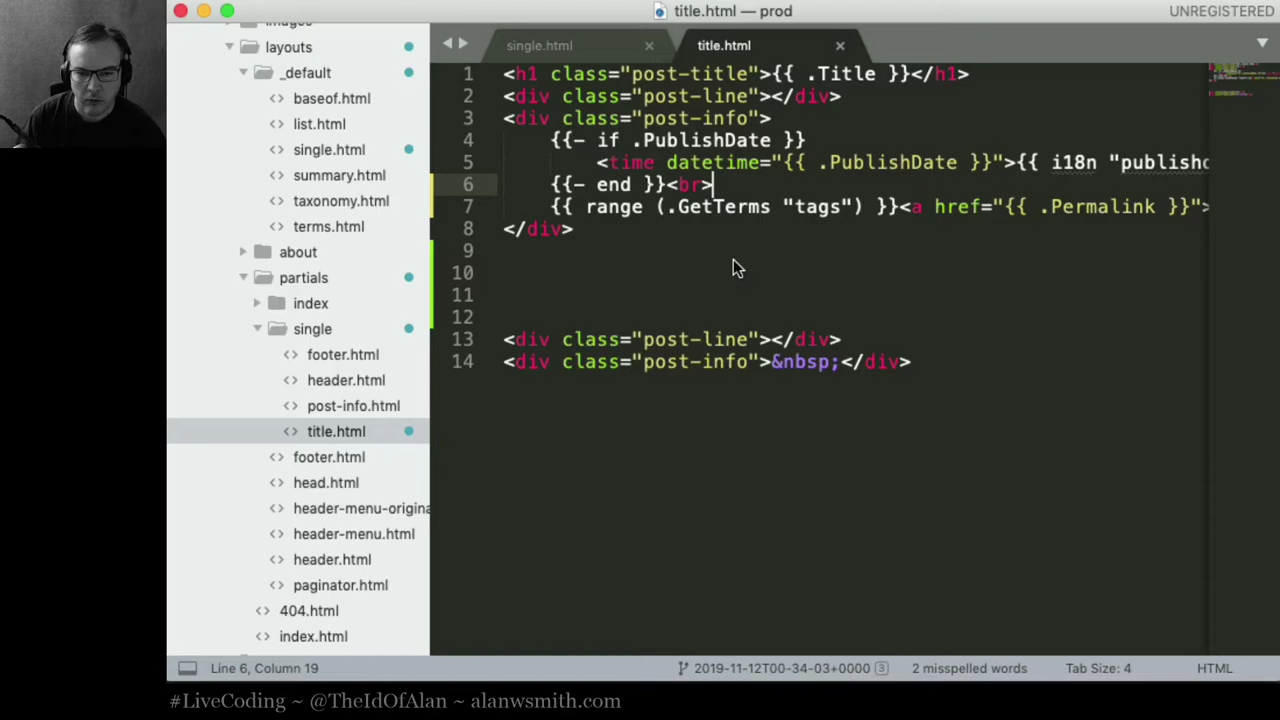 title.html — prod
UNREGISTERED
layouts
_default
baseof.html
list.html
single.html
summary.html
taxonomy.html
terms.html
about
partials
index
single
footer.html
header.html
post-info.html
title.html
footer.html
head.html
header-menu-origina
header-menu.html
header.html
paginator.html
404.html
index.html
single.html
title.html
1 <h1 class="post-title">{{ .Title }}</h1>
2 <div class="post-line"></div>
3 <div class="post-info">
4 {{- if .PublishDate }}
5 <time datetime="{{ .PublishDate }}">{{ i18n "publish
6 {{- end }}<br>
7 {{ range (.GetTerms "tags") }}<a href="{{ .Permalink }}">
8 </div>
9
10
11
12
13 <div class="post-line"></div>
14 <div class="post-info">&nbsp;</div>
Line 6, Column 19
2019-11-12T00-34-03+0000 3
2 misspelled words
Tab Size: 4
HTML
#LiveCoding ~ @TheIdOfAlan ~ alanwsmith.com